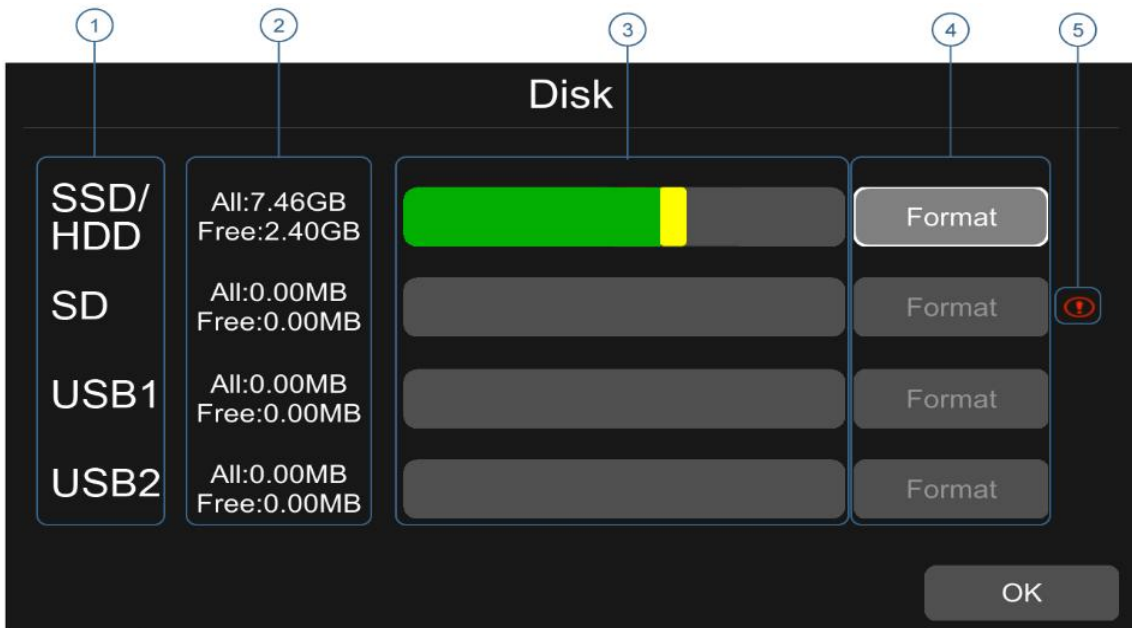 1
2
3
4
5
Disk
SSD/
HDD
All:7.46GB
Free:2.40GB
Format
SD
All:0.00MB
Free:0.00MB
Format
USB1
All:0.00MB
Free:0.00MB
Format
USB2
All:0.00MB
Free:0.00MB
Format
OK